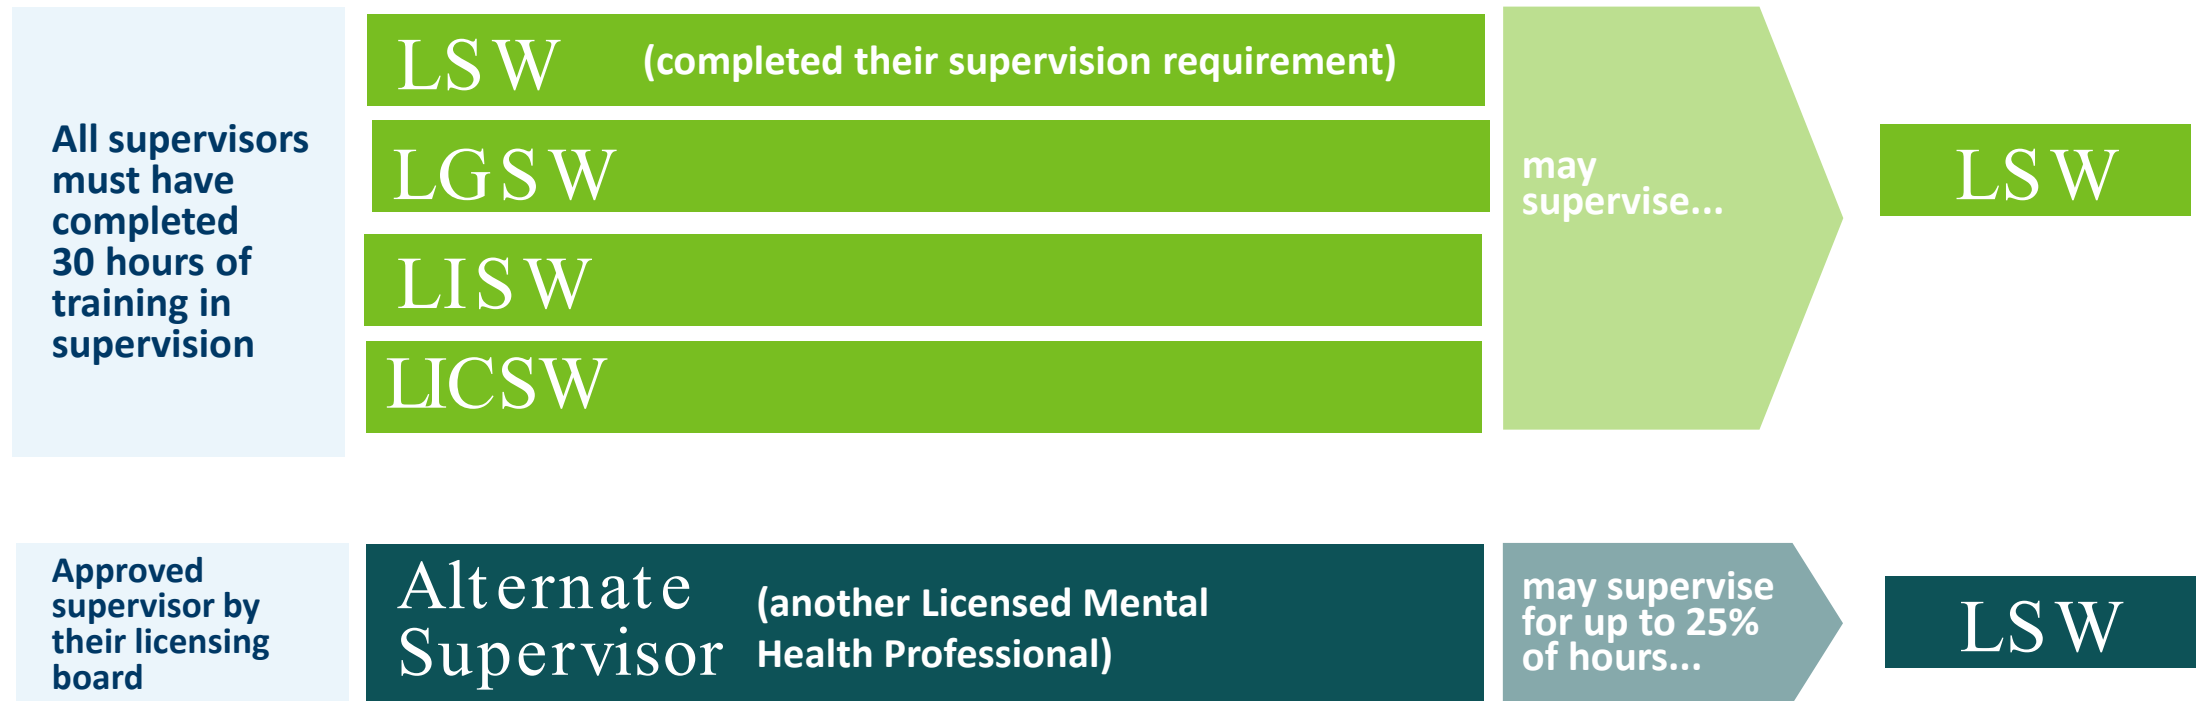 All supervisors
must have
completed
30 hours of
training in
supervision
LSW (completed their supervision requirement)
LGSW
LISW
LICSW
may
supervise...
LSW
Approved
supervisor by
their licensing
board
Alternate
Supervisor
(another Licensed Mental
Health Professional)
may supervise
for up to 25%
of hours...
LSW